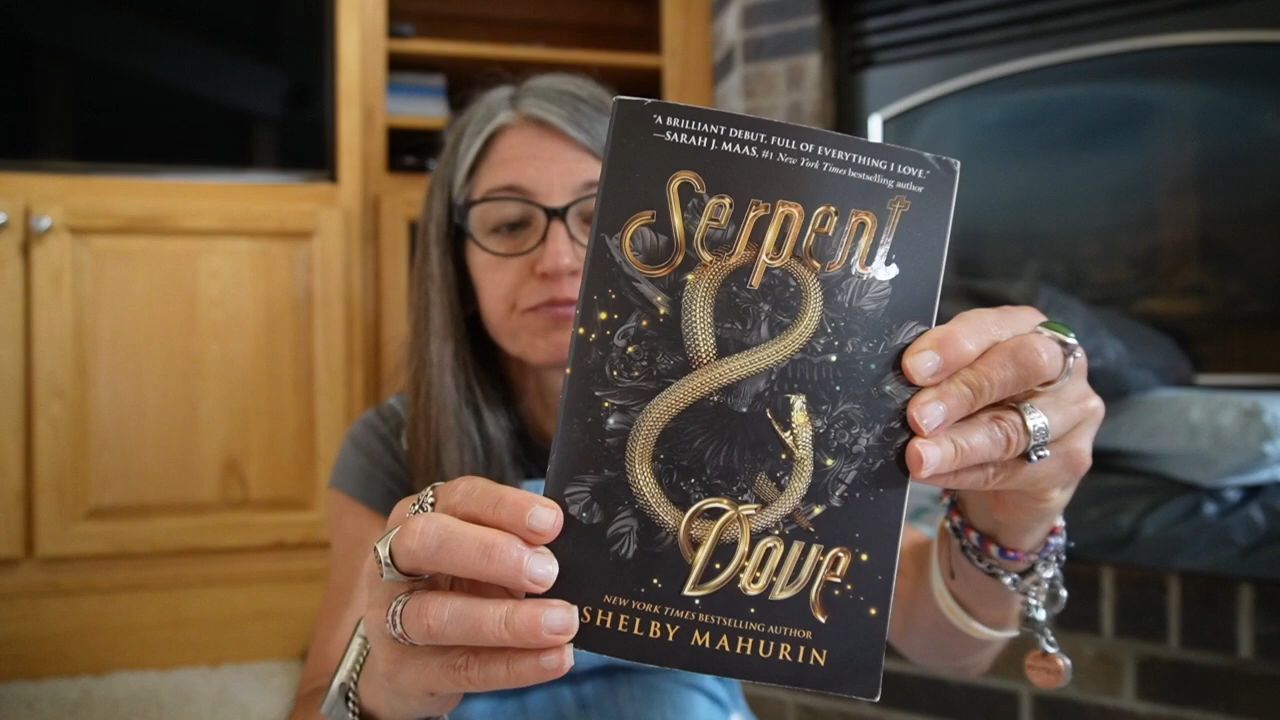 "A BRILLIANT DEBUT, FULL OF EVERYTHING I LOVE."
—SARAH J. MAAS, #1 New York Times bestselling author
Serpent
&
Dove
NEW YORK TIMES BESTSELLING AUTHOR
SHELBY MAHURIN